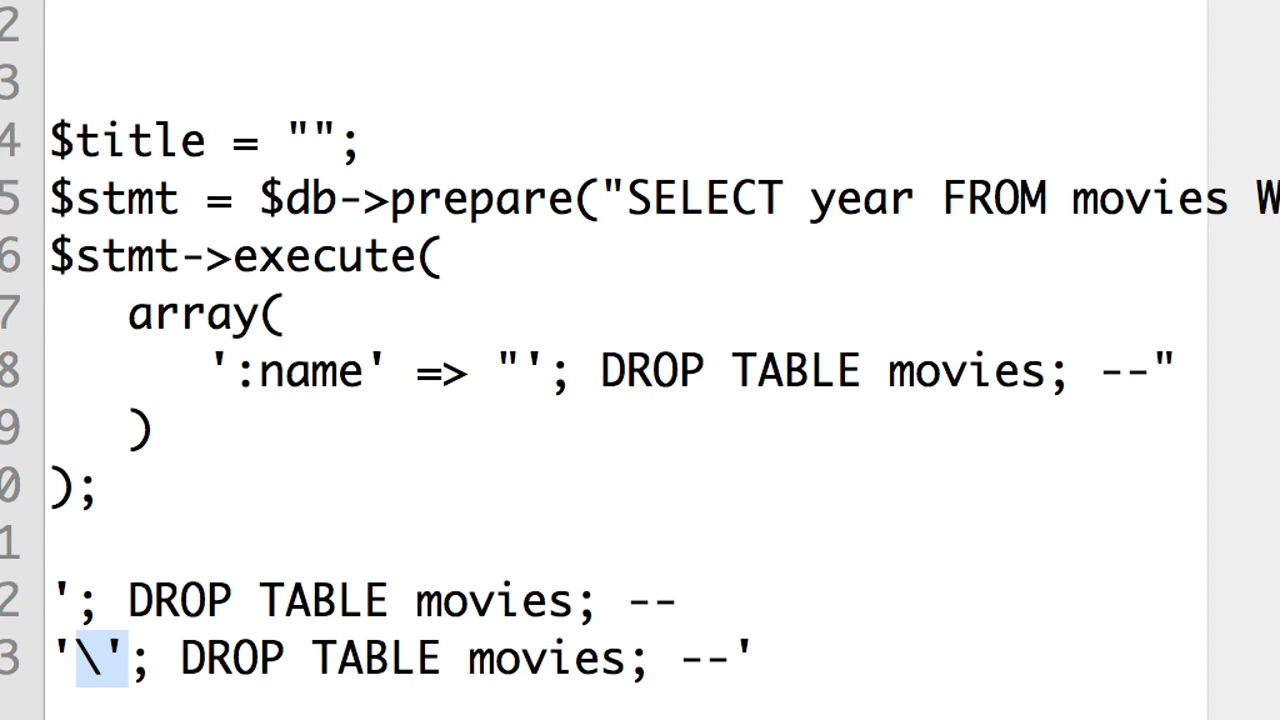 2
3
4 $title = "";
5 $stmt = $db->prepare("SELECT year FROM movies W
6 $stmt->execute(
7 array(
8 ':name' => "'; DROP TABLE movies; --"
9 )
0 );
1
2 '; DROP TABLE movies; --
3 '\'; DROP TABLE movies; --'